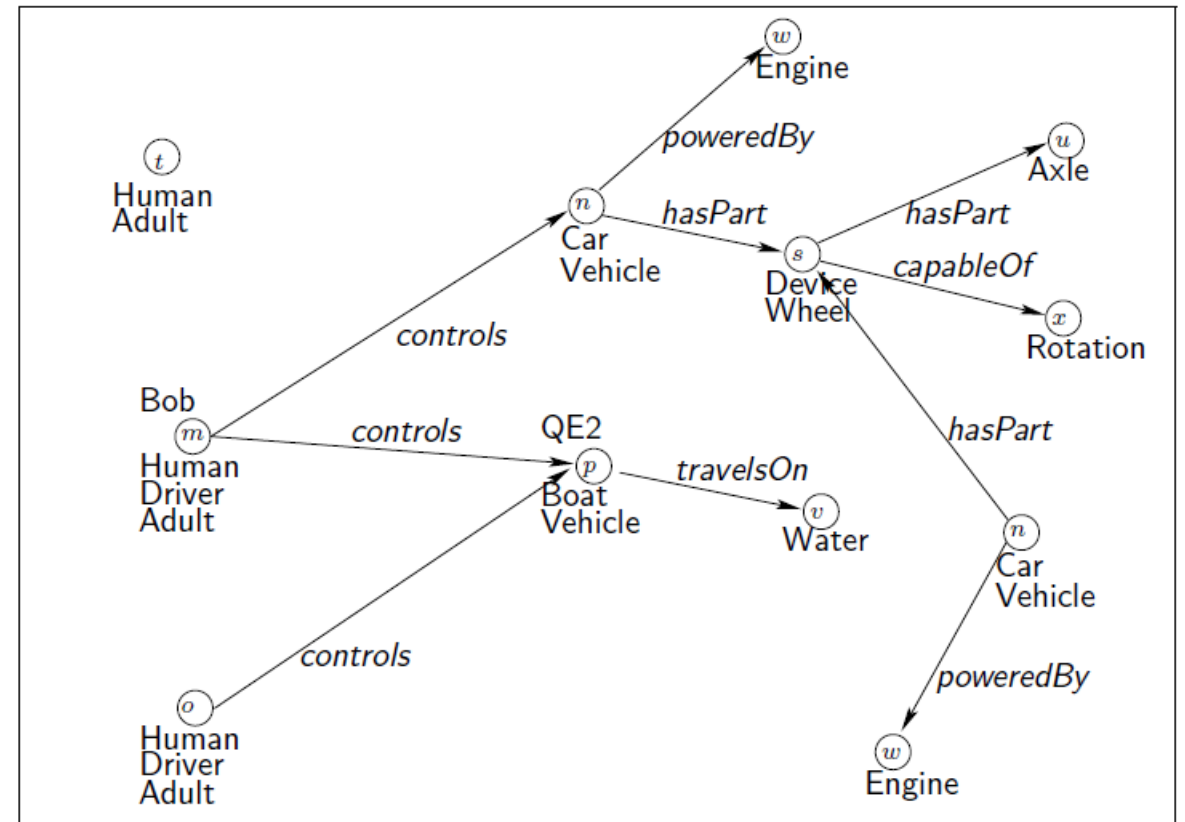 w
Engine
poweredBy
t
Human
Adult
u
Axle
n
Car
Vehicle
hasPart
hasPart
s
Device
Wheel
capableOf
x
Rotation
controls
Bob
m
Human
Driver
Adult
controls
QE2
p
Boat
Vehicle
travelsOn
v
Water
hasPart
n
Car
Vehicle
controls
poweredBy
o
Human
Driver
Adult
w
Engine